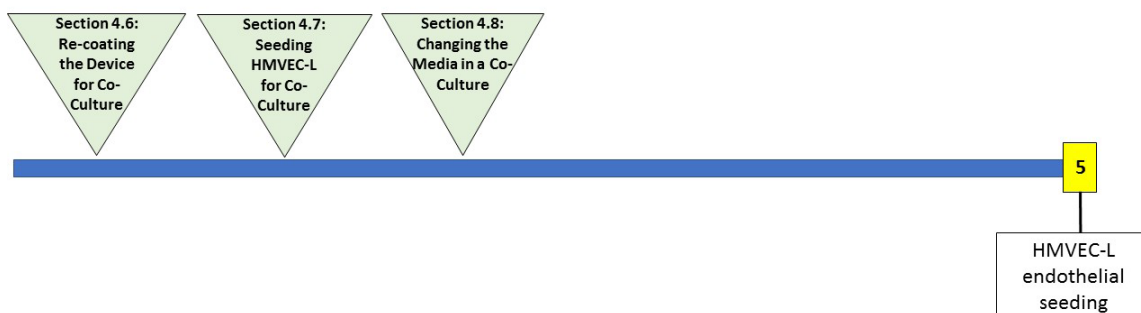 Section 4.6:
Re-coating
the Device
for Co-
Culture
Section 4.7:
Seeding
HMVEC-L
for Co-
Culture
Section 4.8:
Changing the
Media in a Co-
Culture
5
HMVEC-L
endothelial
seeding